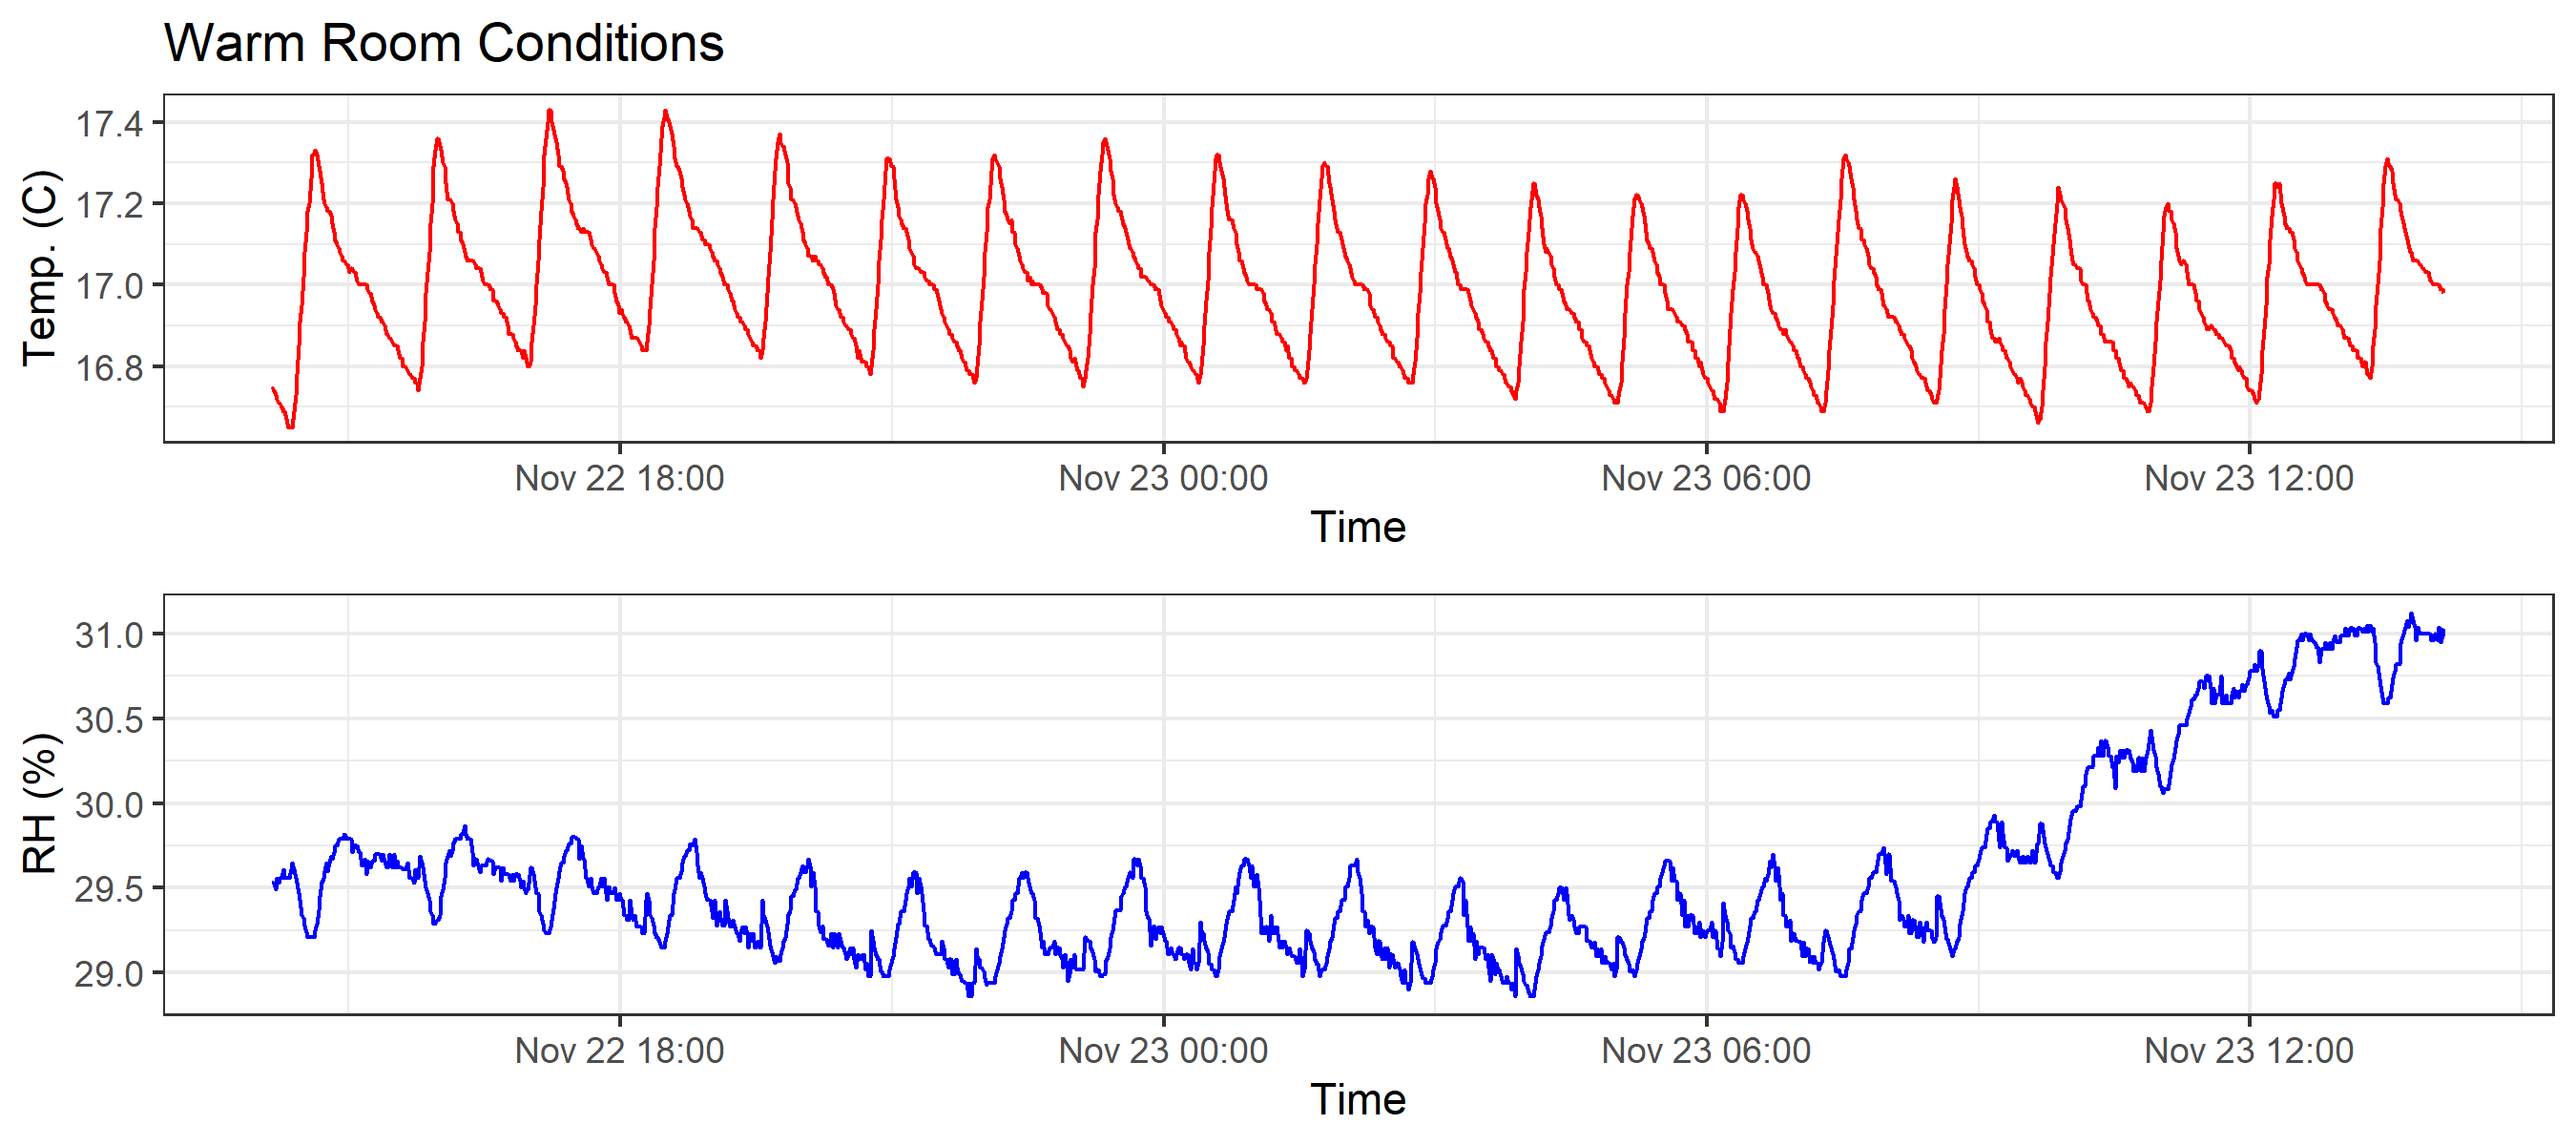 Warm Room Conditions
Temp. (C)
17.4
17.2
17.0
16.8
Nov 22 18:00 Nov 23 00:00 Nov 23 06:00 Nov 23 12:00
Time
RH (%)
31.0
30.5
30.0
29.5
29.0
Nov 22 18:00 Nov 23 00:00 Nov 23 06:00 Nov 23 12:00
Time